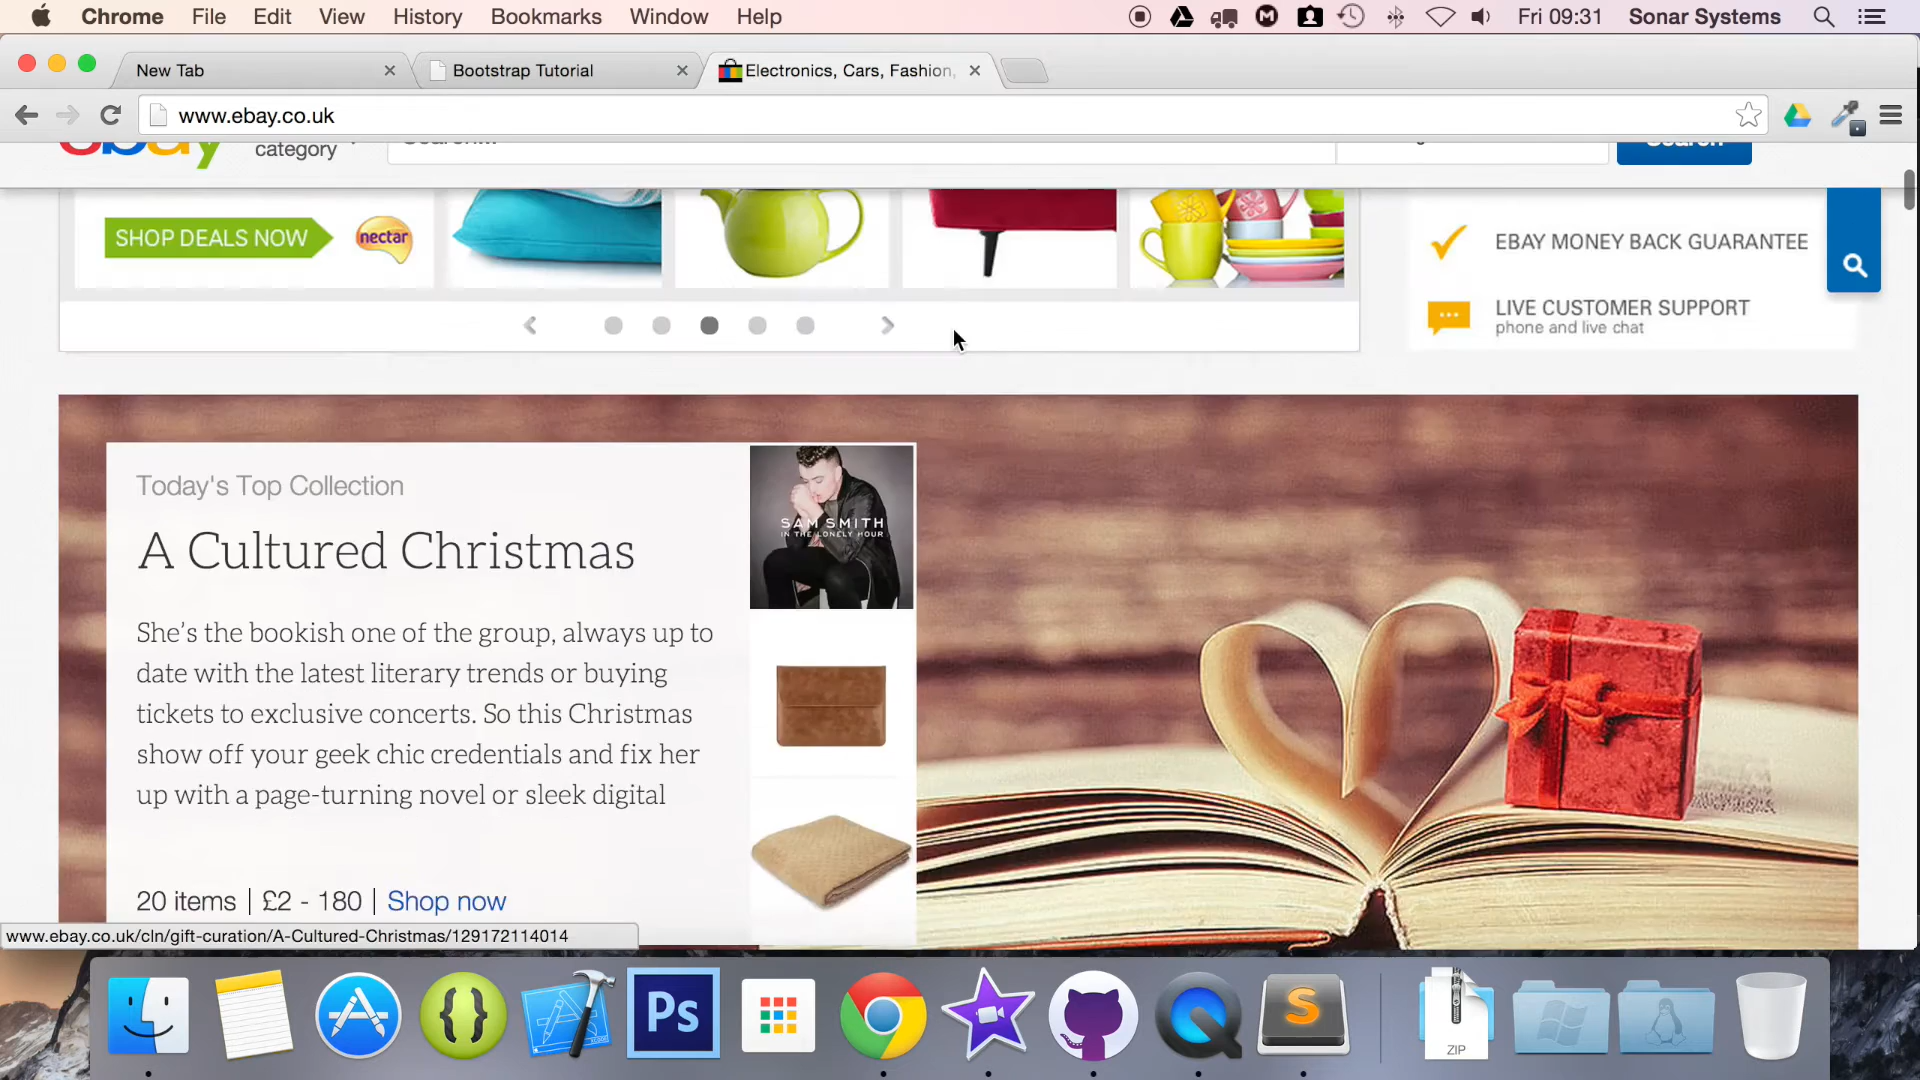 Chrome File Edit View History Bookmarks Window Help Fri 09:31 Sonar Systems
New Tab Bootstrap Tutorial Electronics, Cars, Fashion,
www.ebay.co.uk
ebay category Search... Search
SHOP DEALS NOW nectar
EBAY MONEY BACK GUARANTEE
LIVE CUSTOMER SUPPORT
phone and live chat
Today's Top Collection
A Cultured Christmas
She's the bookish one of the group, always up to
date with the latest literary trends or buying
tickets to exclusive concerts. So this Christmas
show off your geek chic credentials and fix her
up with a page-turning novel or sleek digital
20 items | £2 - 180 | Shop now
SAM SMITH
IN THE LONELY HOUR
www.ebay.co.uk/cln/gift-curation/A-Cultured-Christmas/129172114014
Ps
S
ZIP